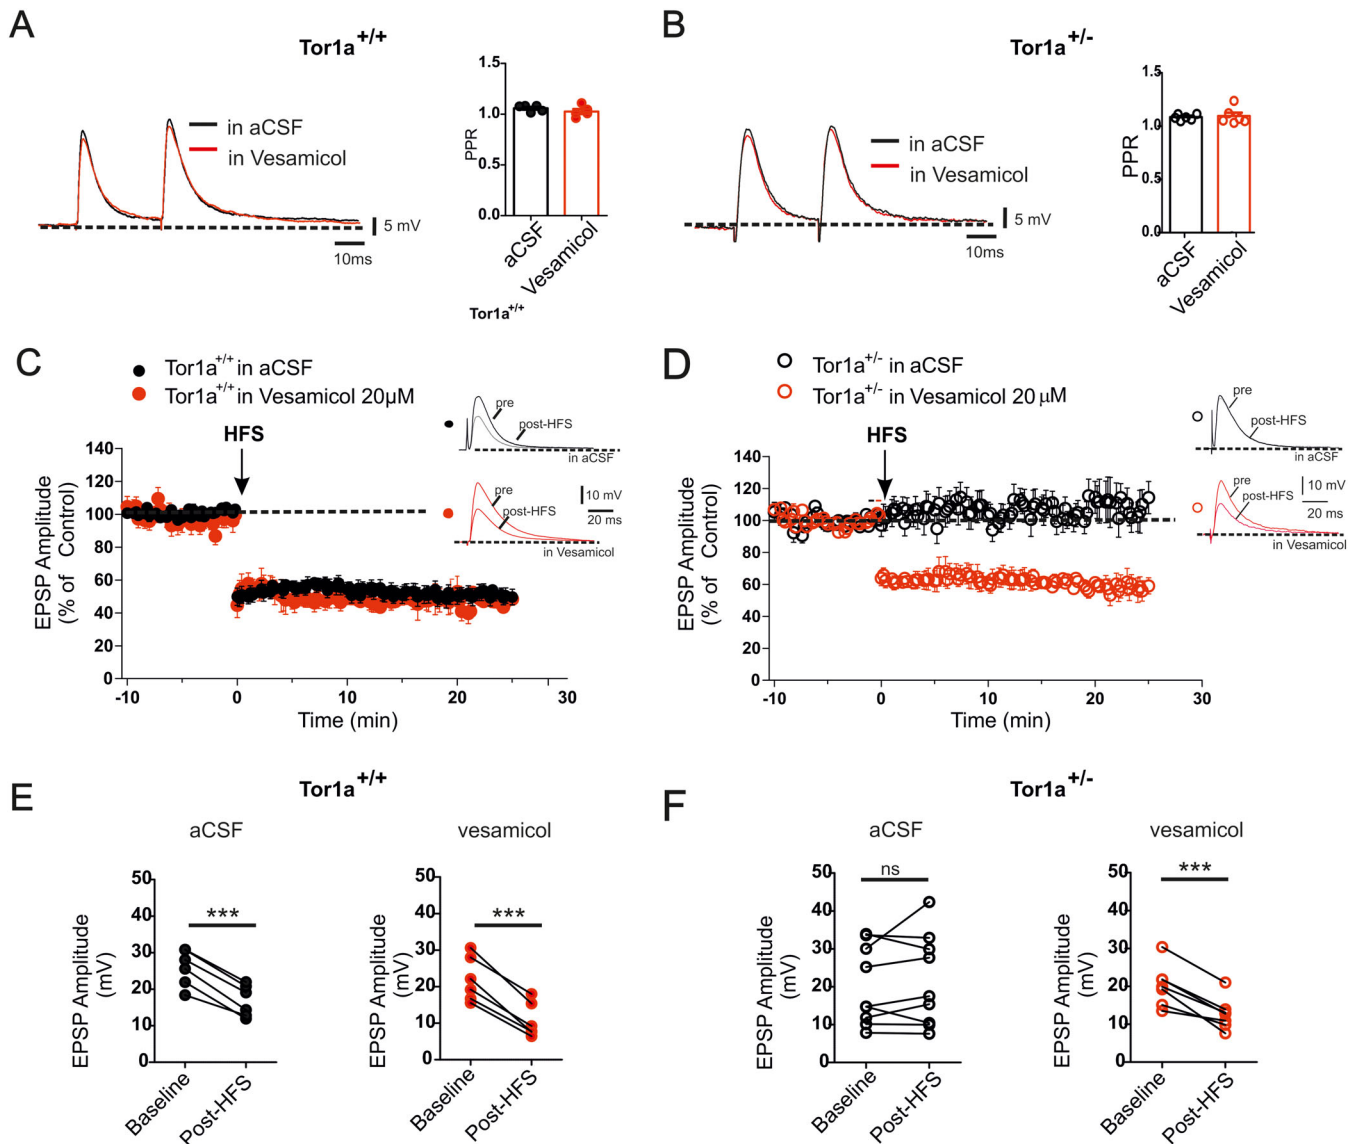 A
Tor1a+/+
in aCSF
in Vesamicol
5 mV
10ms
PPR
1.5
1.0
0.5
0.0
aCSF
Vesamicol
Tor1a+/+
B
Tor1a+/-
in aCSF
in Vesamicol
5 mV
10ms
PPR
1.5
1.0
0.5
0.0
aCSF
Vesamicol
C
Tor1a+/+ in aCSF
Tor1a+/+ in Vesamicol 20µM
HFS
EPSP Amplitude
(% of Control)
140
120
100
80
60
40
20
0
-10
0
10
20
30
Time (min)
pre
post-HFS
in aCSF
pre
post-HFS
10 mV
20 ms
in Vesamicol
D
Tor1a+/- in aCSF
Tor1a+/- in Vesamicol 20 µM
HFS
EPSP Amplitude
(% of Control)
140
120
100
80
60
40
20
0
-10
0
10
20
30
Time (min)
pre
post-HFS
in aCSF
pre
post-HFS
10 mV
20 ms
in Vesamicol
E
Tor1a+/+
aCSF
***
EPSP Amplitude
(mV)
50
40
30
20
10
0
Baseline
Post-HFS
vesamicol
***
EPSP Amplitude
(mV)
50
40
30
20
10
0
Baseline
Post-HFS
F
Tor1a+/-
aCSF
ns
EPSP Amplitude
(mV)
50
40
30
20
10
0
Baseline
Post-HFS
vesamicol
***
EPSP Amplitude
(mV)
50
40
30
20
10
0
Baseline
Post-HFS